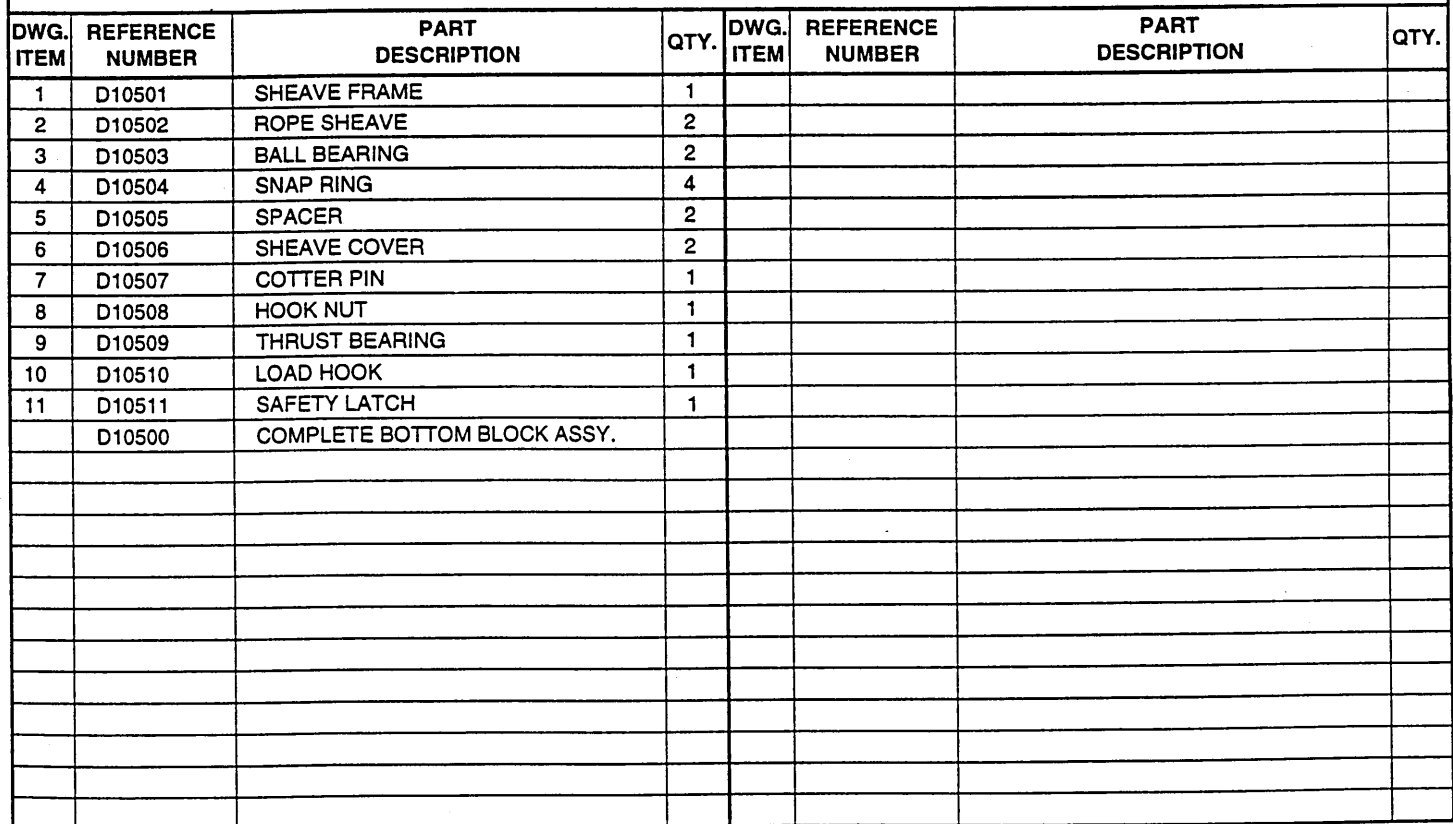 DWG. ITEM REFERENCE NUMBER PART DESCRIPTION QTY. DWG. ITEM REFERENCE NUMBER PART DESCRIPTION QTY.
1 D10501 SHEAVE FRAME 1
2 D10502 ROPE SHEAVE 2
3 D10503 BALL BEARING 2
4 D10504 SNAP RING 4
5 D10505 SPACER 2
6 D10506 SHEAVE COVER 2
7 D10507 COTTER PIN 1
8 D10508 HOOK NUT 1
9 D10509 THRUST BEARING 1
10 D10510 LOAD HOOK 1
11 D10511 SAFETY LATCH 1
D10500 COMPLETE BOTTOM BLOCK ASSY.